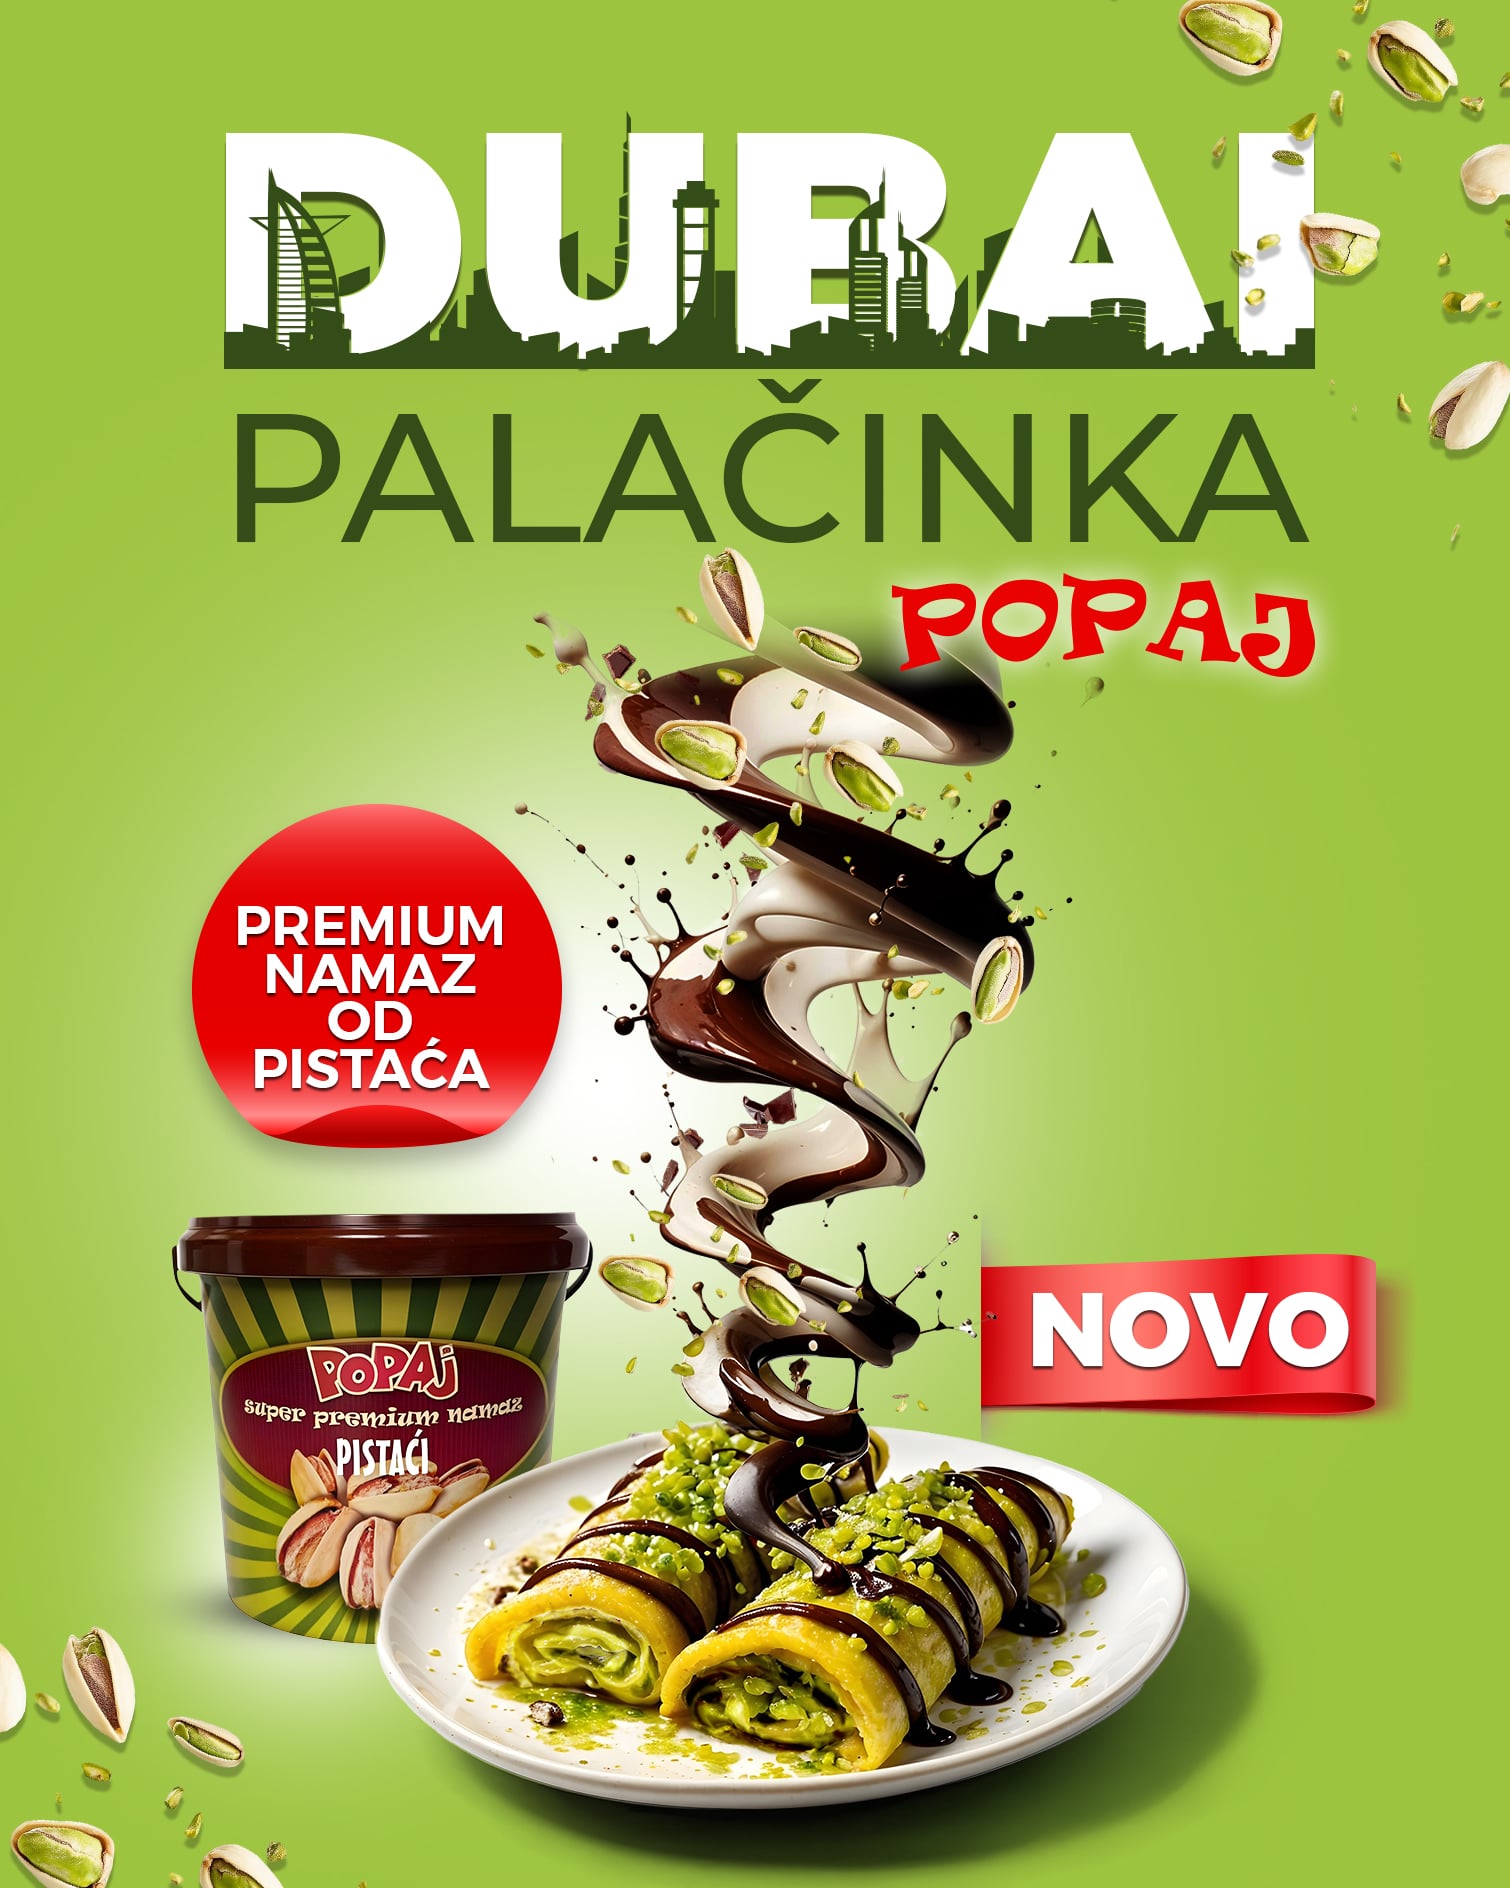 DUBAI
PALAČINKA
POPAJ
PREMIUM
NAMAZ
OD
PISTAĆA
POPAJ
super premium namaz
PISTAĆI
NOVO